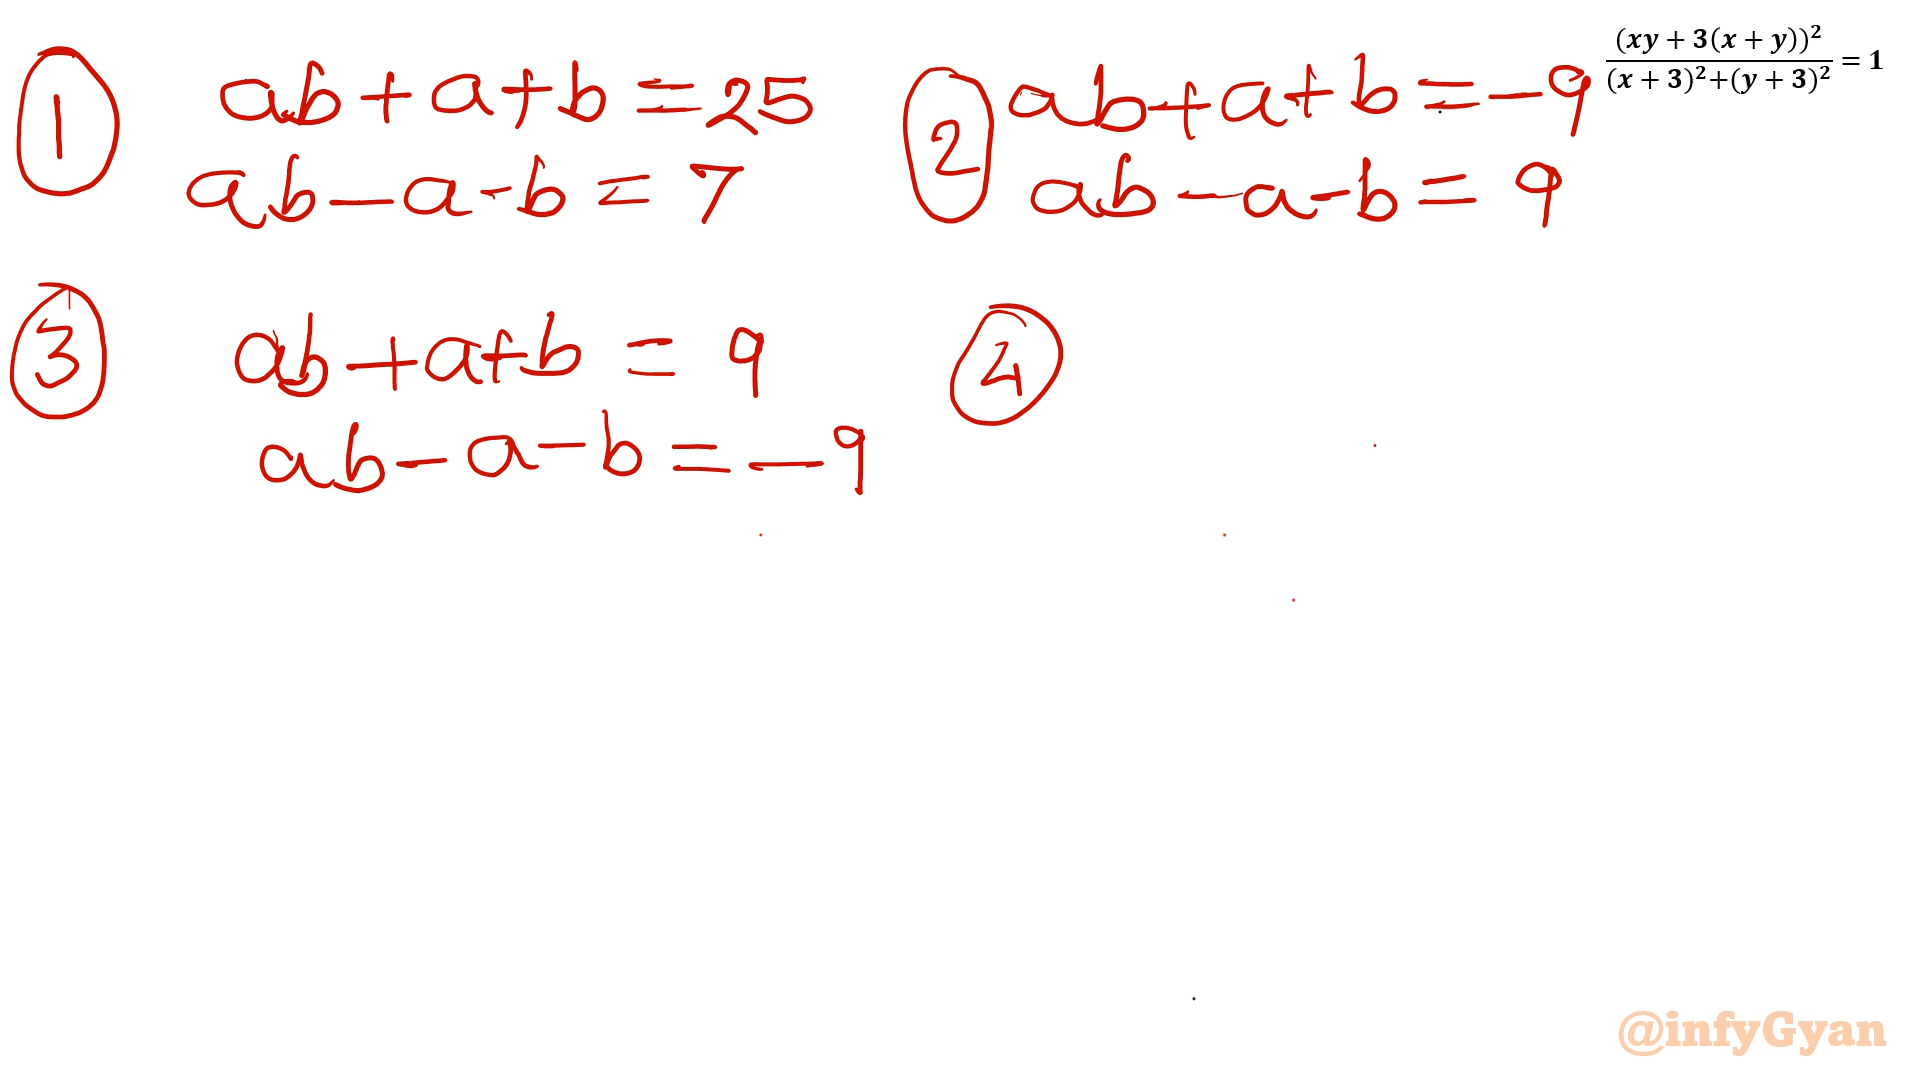 (xy + 3(x + y))² / (x + 3)²+(y + 3)² = 1
① ab + a + b = 25
ab - a - b = 7
② ab + a + b = -9
ab - a - b = 9
③ ab + a + b = 9
ab - a - b = -9
④
@infyGyan